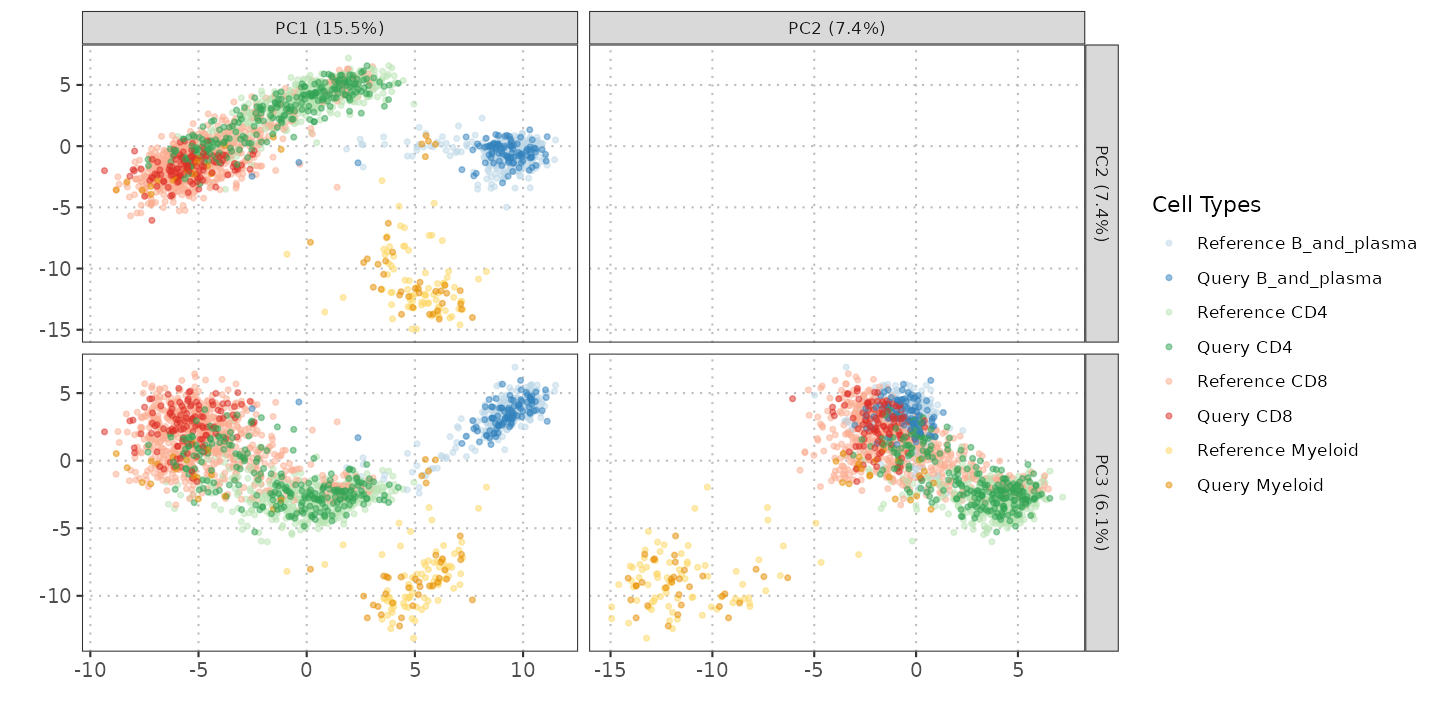 PC1 (15.5%)
PC2 (7.4%)
5
0
-5
-10
-15
PC2 (7.4%)
5
0
-5
-10
PC3 (6.1%)
-10
-5
0
5
10
-15
-10
-5
0
5
Cell Types
Reference B_and_plasma
Query B_and_plasma
Reference CD4
Query CD4
Reference CD8
Query CD8
Reference Myeloid
Query Myeloid